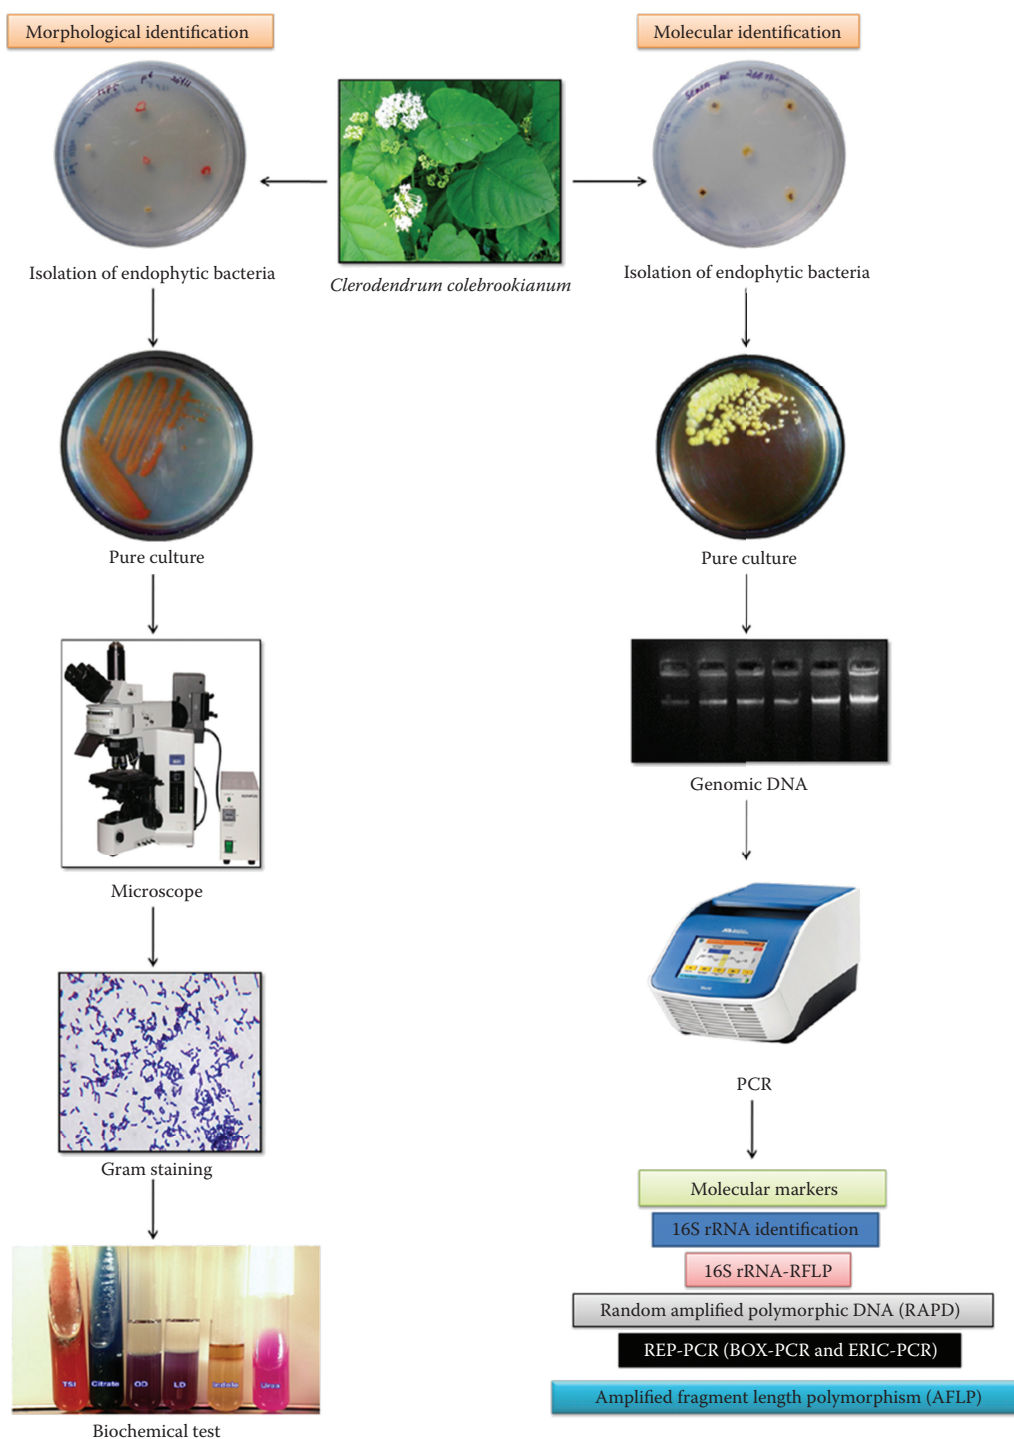 Morphological identification
Molecular identification
Isolation of endophytic bacteria
Clerodendrum colebrookianum
Isolation of endophytic bacteria
Pure culture
Pure culture
Microscope
Genomic DNA
Gram staining
PCR
Molecular markers
16S rRNA identification
16S rRNA-RFLP
Random amplified polymorphic DNA (RAPD)
REP-PCR (BOX-PCR and ERIC-PCR)
Amplified fragment length polymorphism (AFLP)
TSI
Citrate
OD
LD
Indole
Urea
Biochemical test